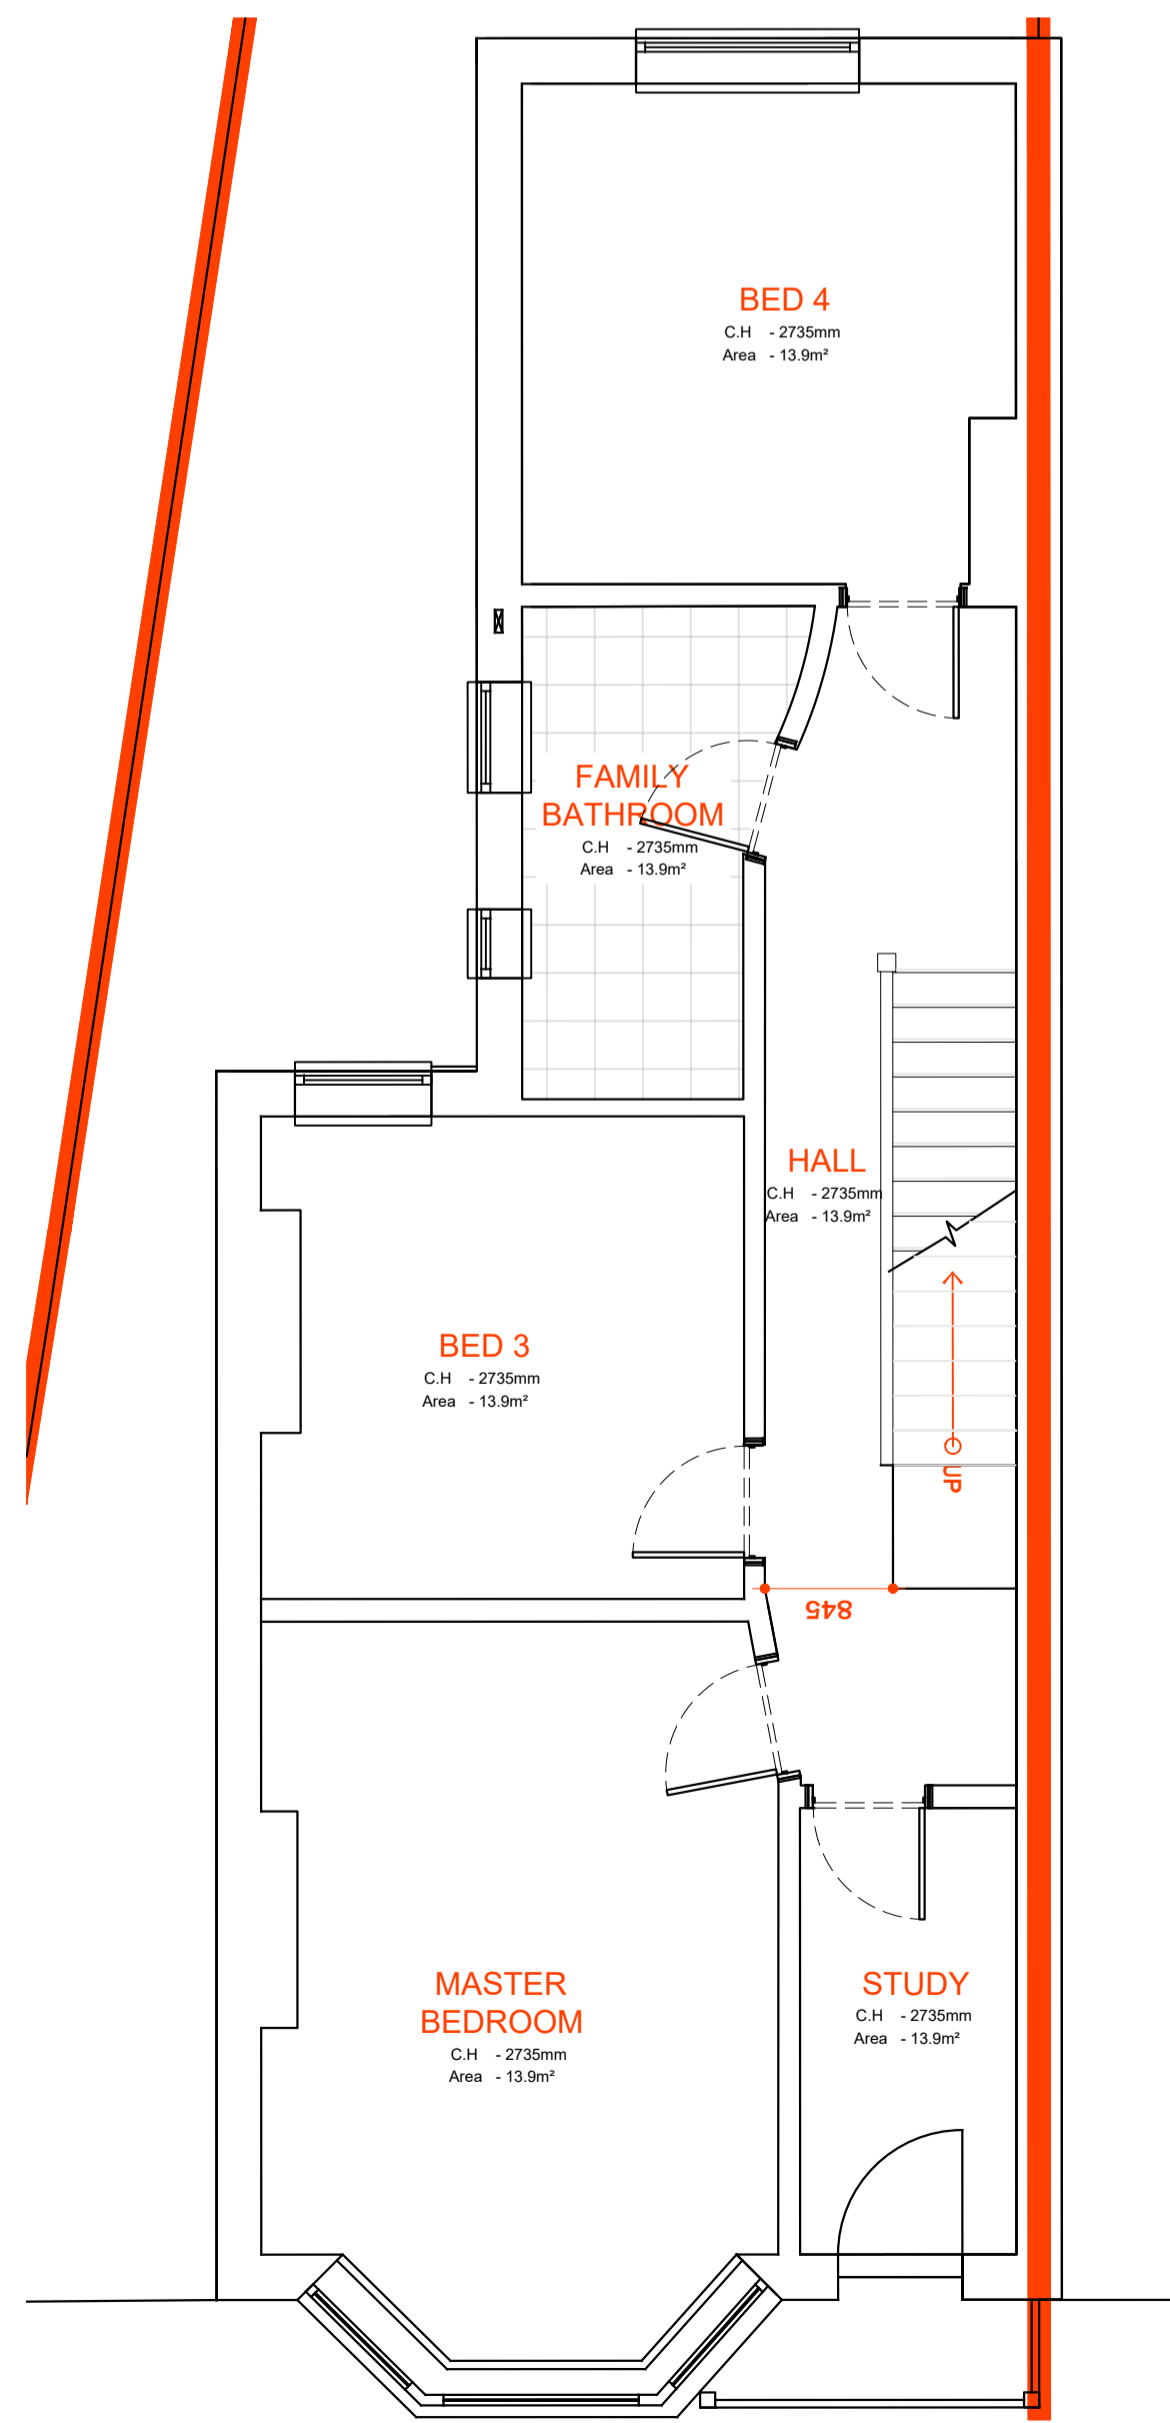 BED 4
C.H - 2735mm
Area - 13.9m²
FAMILY
BATHROOM
C.H - 2735mm
Area - 13.9m²
HALL
C.H - 2735mm
Area - 13.9m²
BED 3
C.H - 2735mm
Area - 13.9m²
UP
845
MASTER
BEDROOM
C.H - 2735mm
Area - 13.9m²
STUDY
C.H - 2735mm
Area - 13.9m²